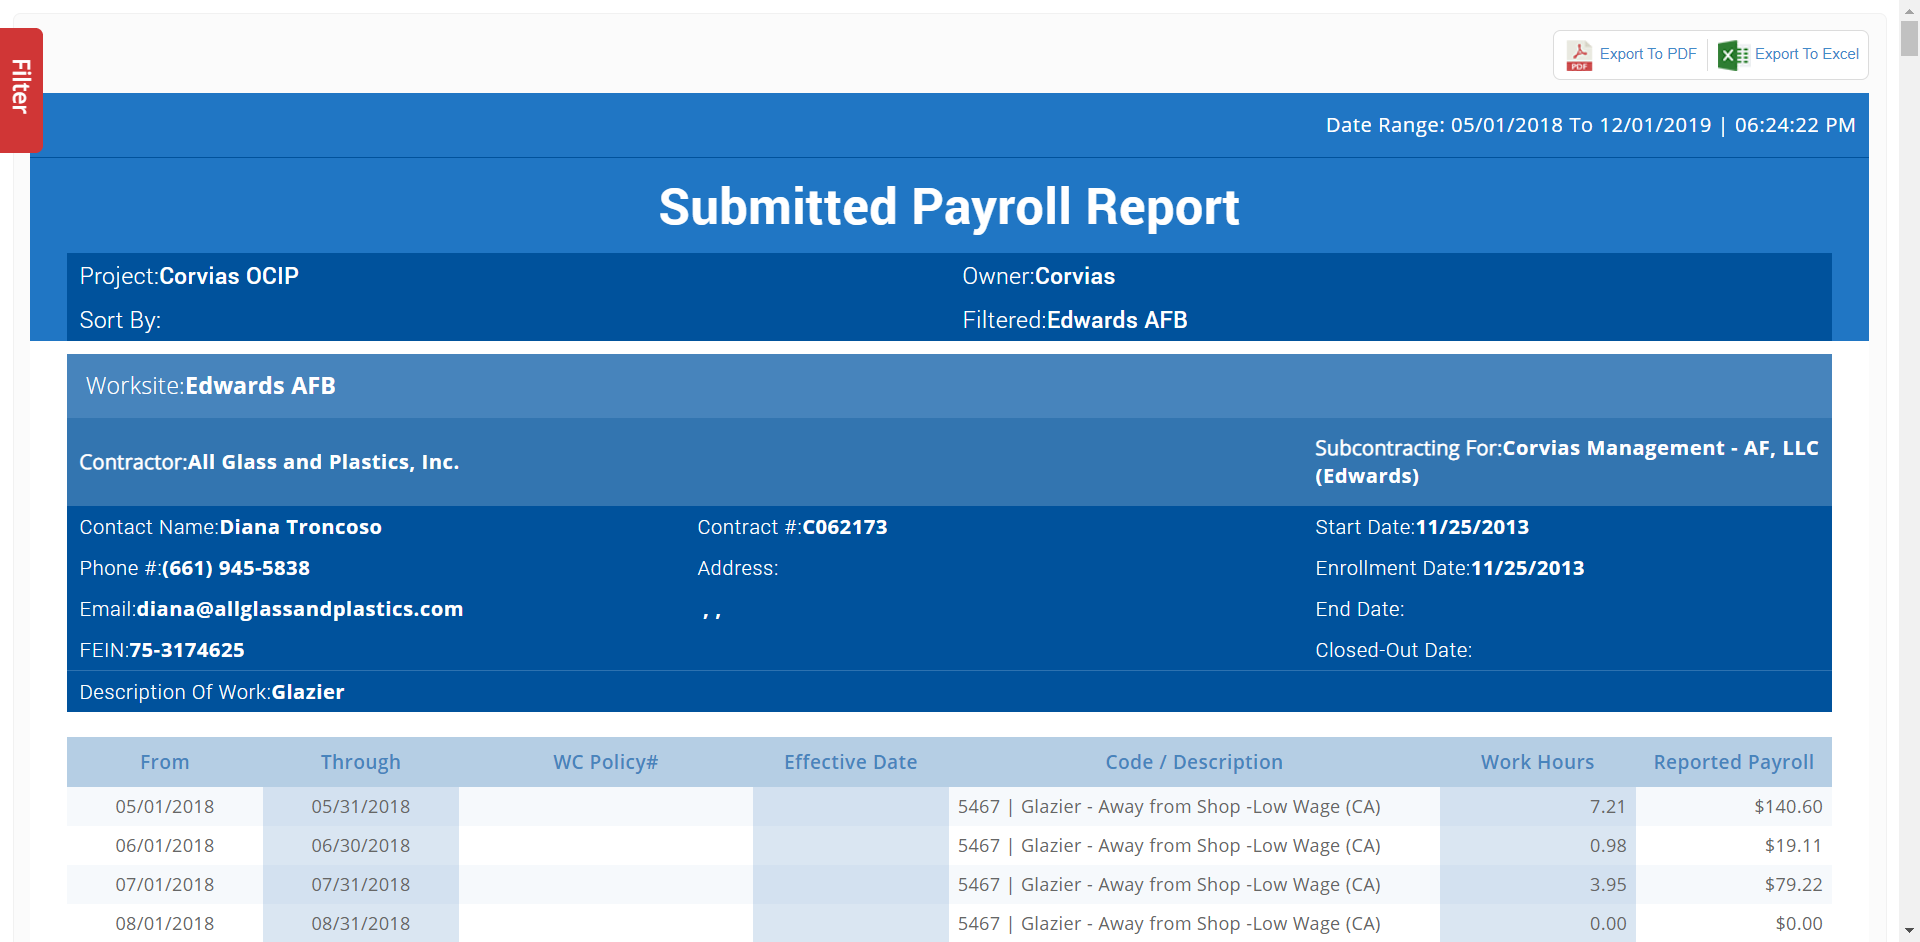 Filter
PDF Export To PDF Export To Excel
Date Range: 05/01/2018 To 12/01/2019 | 06:24:22 PM
Submitted Payroll Report
Project:Corvias OCIP Owner:Corvias
Sort By: Filtered:Edwards AFB
Worksite:Edwards AFB
Contractor:All Glass and Plastics, Inc. Subcontracting For:Corvias Management - AF, LLC
(Edwards)
Contact Name:Diana Troncoso Contract #:C062173 Start Date:11/25/2013
Phone #:(661) 945-5838 Address: Enrollment Date:11/25/2013
Email:diana@allglassandplastics.com , , End Date:
FEIN:75-3174625 Closed-Out Date:
Description Of Work:Glazier
From Through WC Policy# Effective Date Code / Description Work Hours Reported Payroll
05/01/2018 05/31/2018 5467 | Glazier - Away from Shop -Low Wage (CA) 7.21 $140.60
06/01/2018 06/30/2018 5467 | Glazier - Away from Shop -Low Wage (CA) 0.98 $19.11
07/01/2018 07/31/2018 5467 | Glazier - Away from Shop -Low Wage (CA) 3.95 $79.22
08/01/2018 08/31/2018 5467 | Glazier - Away from Shop -Low Wage (CA) 0.00 $0.00